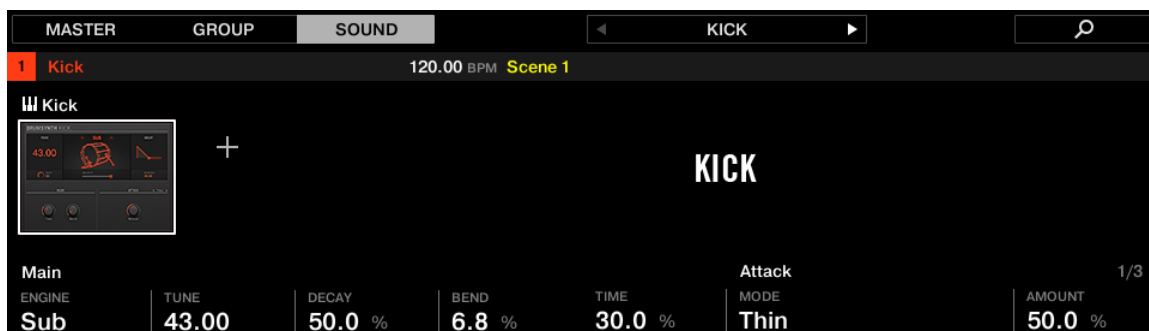 MASTER GROUP SOUND KICK
1 Kick 120.00 BPM Scene 1
Kick
KICK
Main Attack 1/3
ENGINE TUNE DECAY BEND TIME MODE AMOUNT
Sub 43.00 50.0 % 6.8 % 30.0 % Thin 50.0 %
43.00